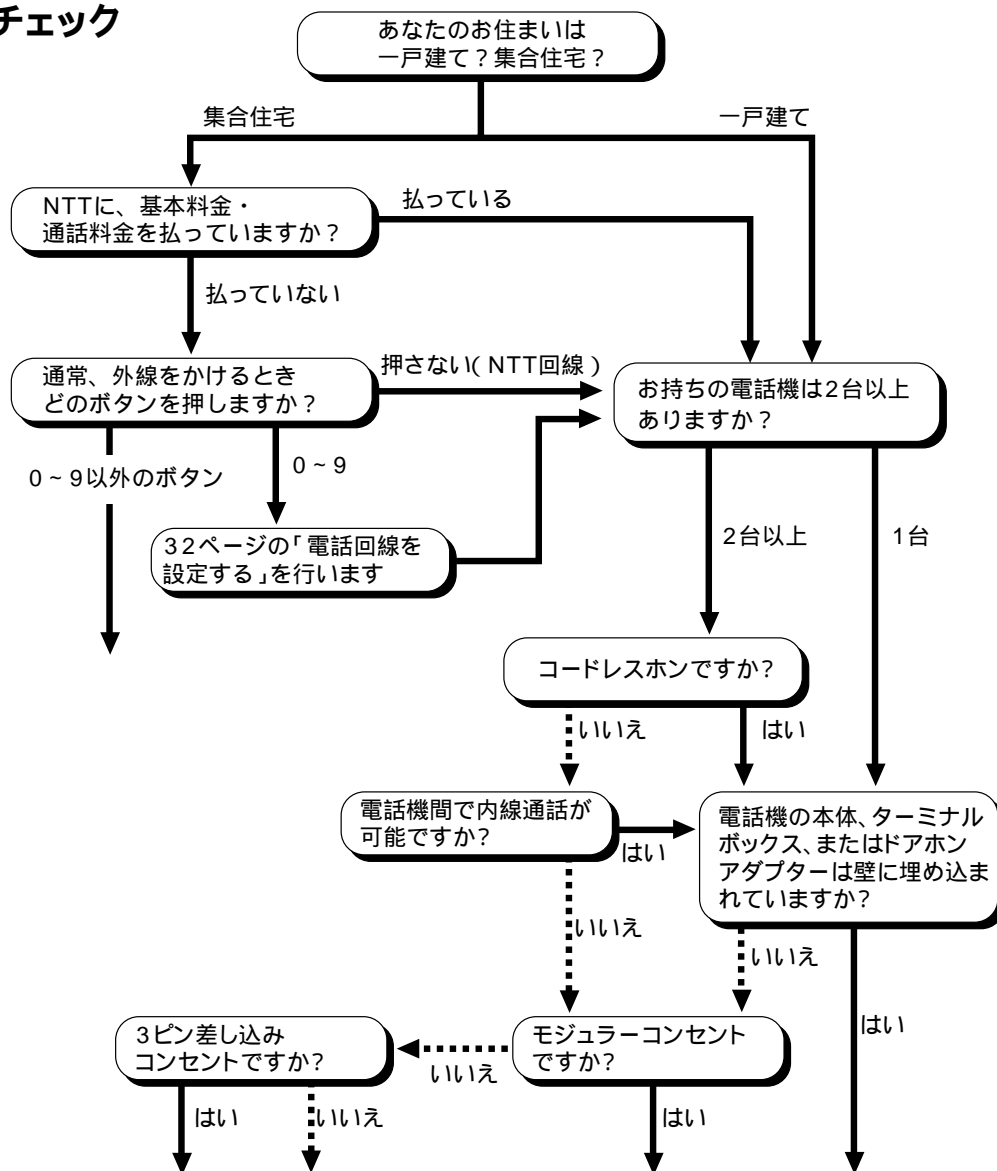 チェック
あなたのお住まいは
一戸建て？集合住宅？
集合住宅
一戸建て
NTTに、基本料金・
通話料金を払っていますか？
払っている
払っていない
通常、外線をかけるとき
どのボタンを押しますか？
押さない（NTT回線）
お持ちの電話機は2台以上
ありますか？
0～9以外のボタン
0～9
32ページの「電話回線を
設定する」を行います
2台以上
1台
コードレスホンですか？
いいえ
はい
電話機間で内線通話が
可能ですか？
はい
電話機の本体、ターミナル
ボックス、またはドアホン
アダプターは壁に埋め込ま
れていますか？
いいえ
いいえ
はい
3ピン差し込み
コンセントですか？
いいえ
モジュラーコンセント
ですか？
はい
はい